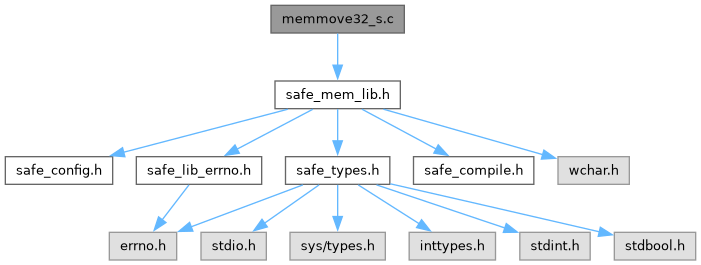 memmove32_s.c
safe_mem_lib.h
safe_config.h
safe_lib_errno.h
safe_types.h
safe_compile.h
wchar.h
errno.h
stdio.h
sys/types.h
inttypes.h
stdint.h
stdbool.h